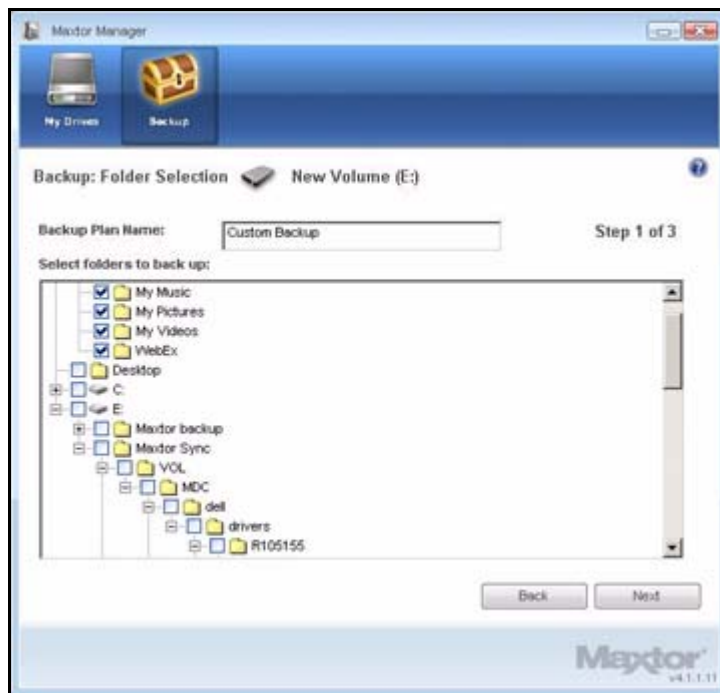 Maxtor Manager
My Drives
Backup
Backup: Folder Selection New Volume (E:)
Backup Plan Name: Custom Backup Step 1 of 3
Select folders to back up:
My Music
My Pictures
My Videos
WebEx
Desktop
C:
E:
Maxtor backup
Maxtor Sync
VOL
MDC
dell
drivers
R105155
Back Next
Maxtor
v4.1.1.11